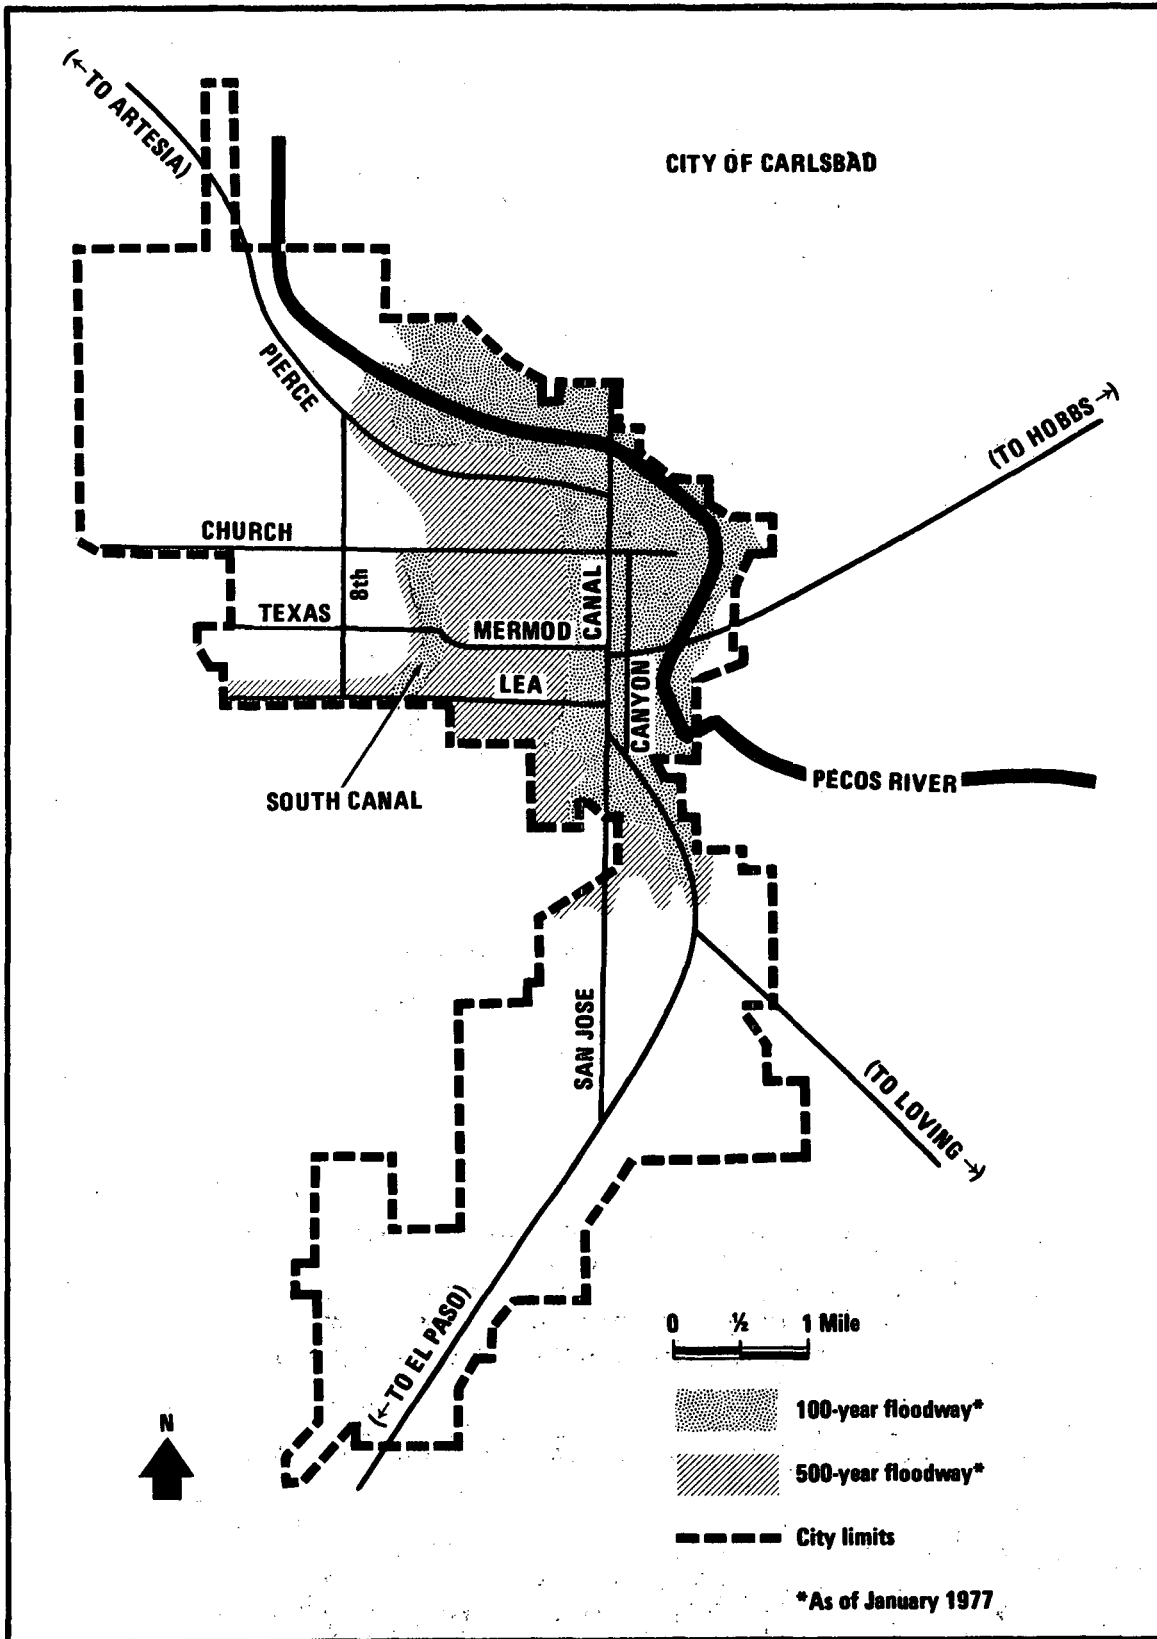 (← TO ARTESIA)
CITY OF CARLSBAD
PIERCE
(TO HOBBS →)
CHURCH
8th
CANAL
TEXAS
MERMOD
LEA
CANYON
SOUTH CANAL
PECOS RIVER
SAN JOSE
(TO LOVING →)
(← TO EL PASO)
0 ½ 1 Mile
N
100-year floodway*
500-year floodway*
City limits
*As of January 1977